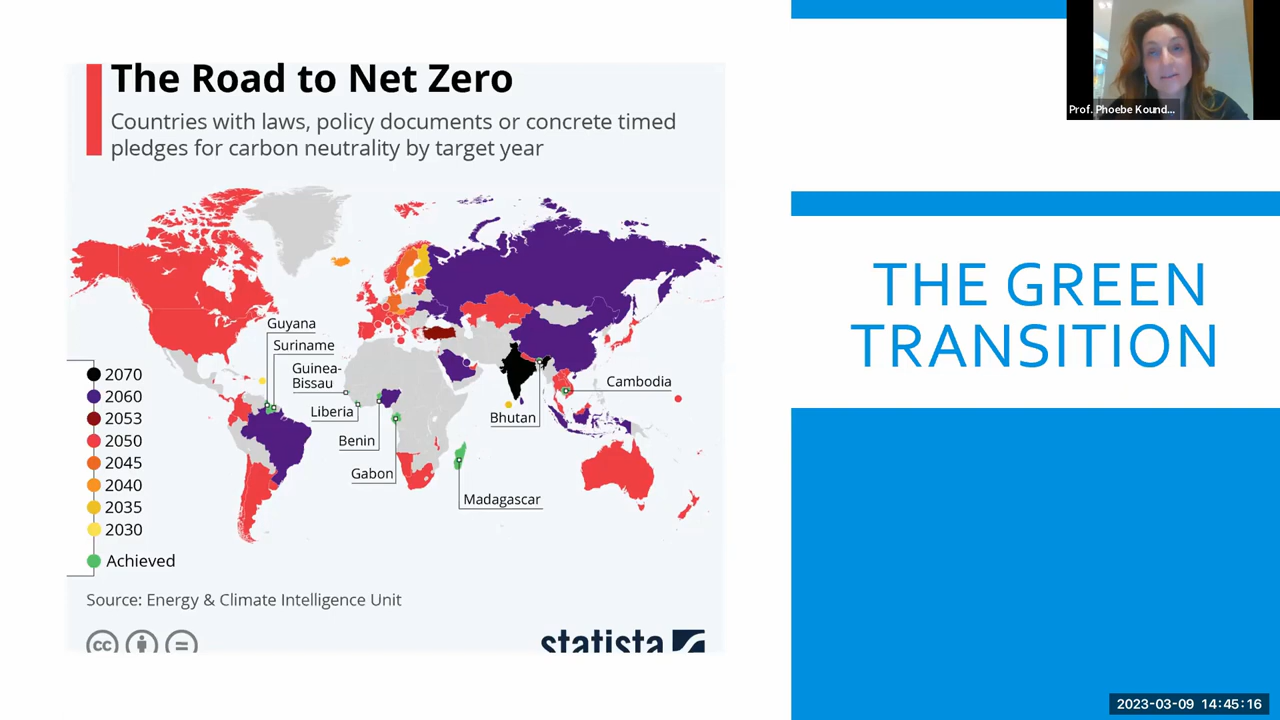 The Road to Net Zero
Countries with laws, policy documents or concrete timed
pledges for carbon neutrality by target year
Guyana
Suriname
Guinea-
Bissau
Liberia
Benin
Gabon
Madagascar
Bhutan
Cambodia
2070
2060
2053
2050
2045
2040
2035
2030
Achieved
Source: Energy & Climate Intelligence Unit
cc
statista
Prof. Phoebe Kound...
THE GREEN
TRANSITION
2023-03-09 14:45:16